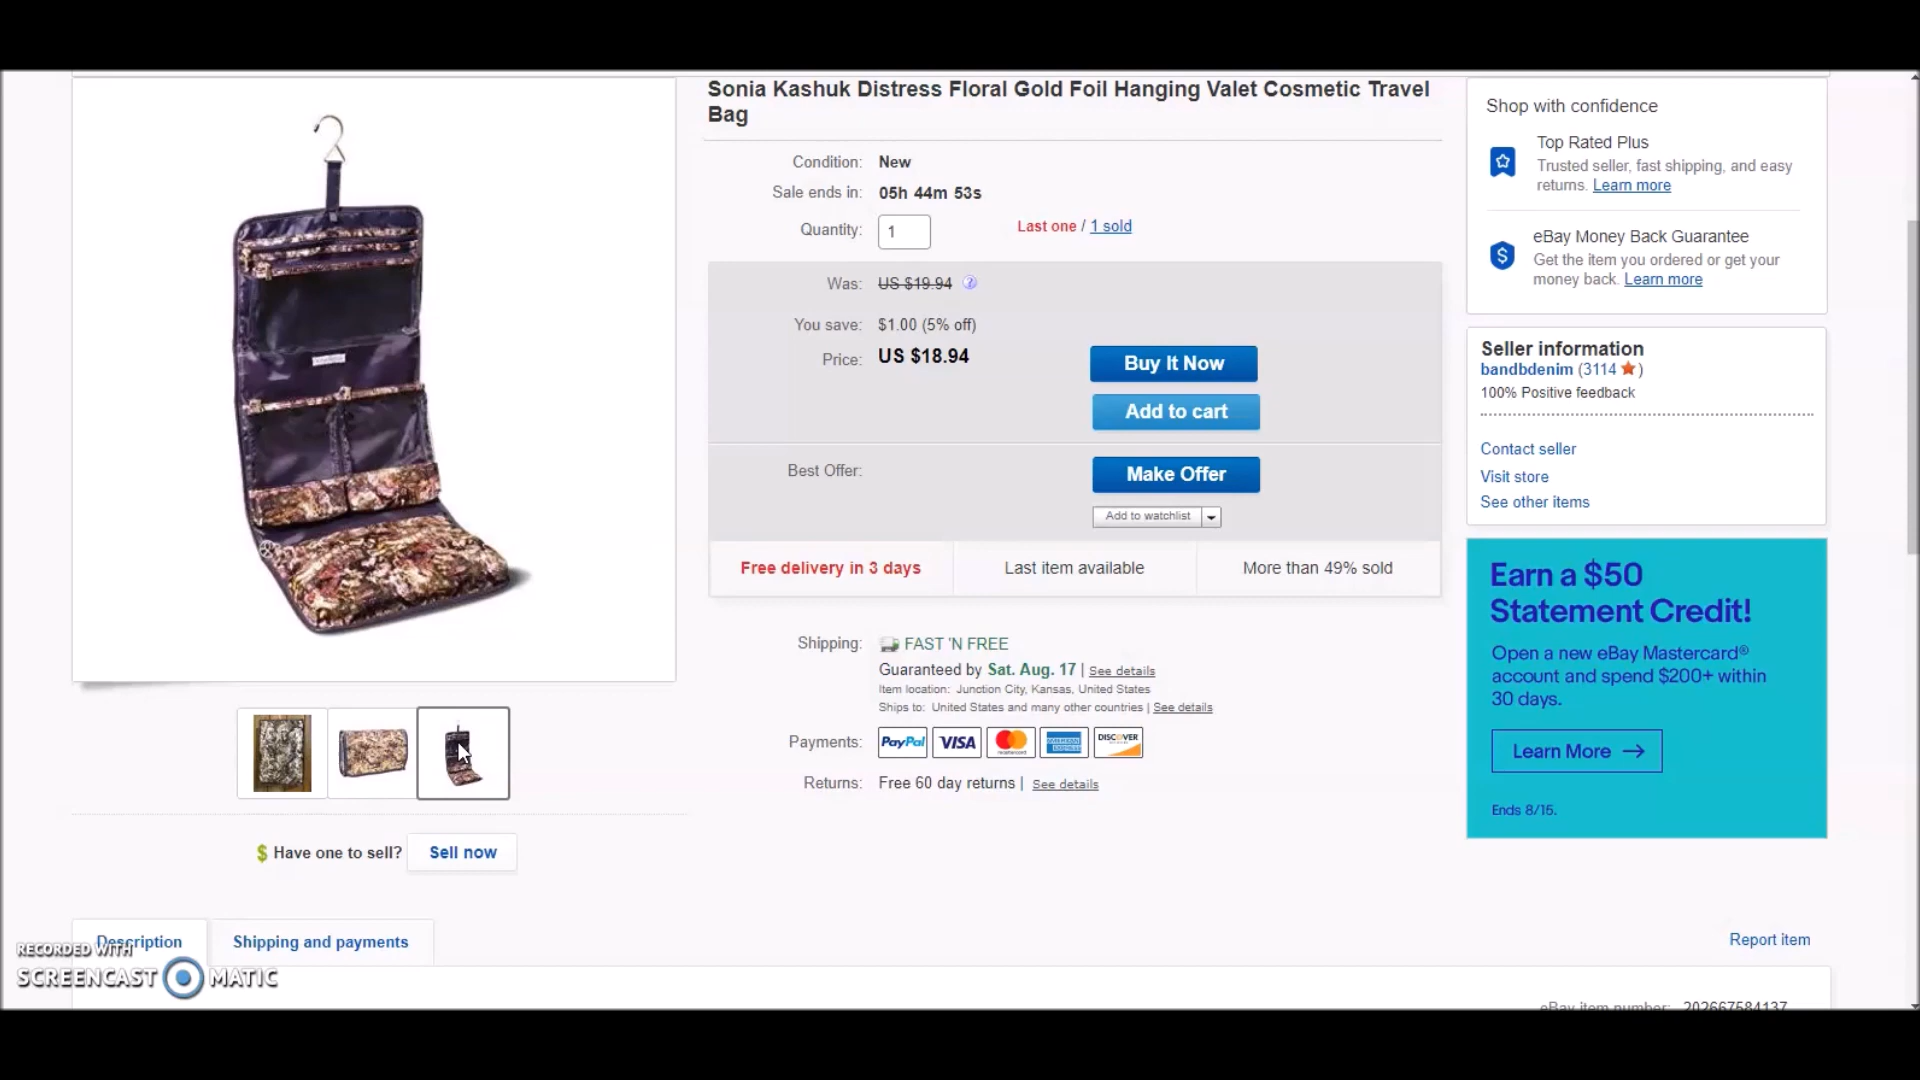 Sonia Kashuk Distress Floral Gold Foil Hanging Valet Cosmetic Travel
Bag
Condition: New
Sale ends in: 05h 44m 53s
Quantity: 1
Last one / 1 sold
Was: US $19.94
You save: $1.00 (5% off)
Price: US $18.94
Buy It Now
Add to cart
Best Offer:
Make Offer
Add to watchlist
Free delivery in 3 days
Last item available
More than 49% sold
Shipping: FAST 'N FREE
Guaranteed by Sat. Aug. 17 | See details
Item location: Junction City, Kansas, United States
Ships to: United States and many other countries | See details
Payments: PayPal VISA mastercard AMERICAN EXPRESS DISCOVER
Returns: Free 60 day returns | See details
Shop with confidence
Top Rated Plus
Trusted seller, fast shipping, and easy
returns. Learn more
eBay Money Back Guarantee
Get the item you ordered or get your
money back. Learn more
Seller information
bandbdenim (3114 )
100% Positive feedback
Contact seller
Visit store
See other items
Earn a $50
Statement Credit!
Open a new eBay Mastercard®
account and spend $200+ within
30 days.
Learn More →
Ends 8/15.
$ Have one to sell? Sell now
Description
Shipping and payments
Report item
RECORDED WITH
SCREENCAST MATIC
eBay item number: 202667584137